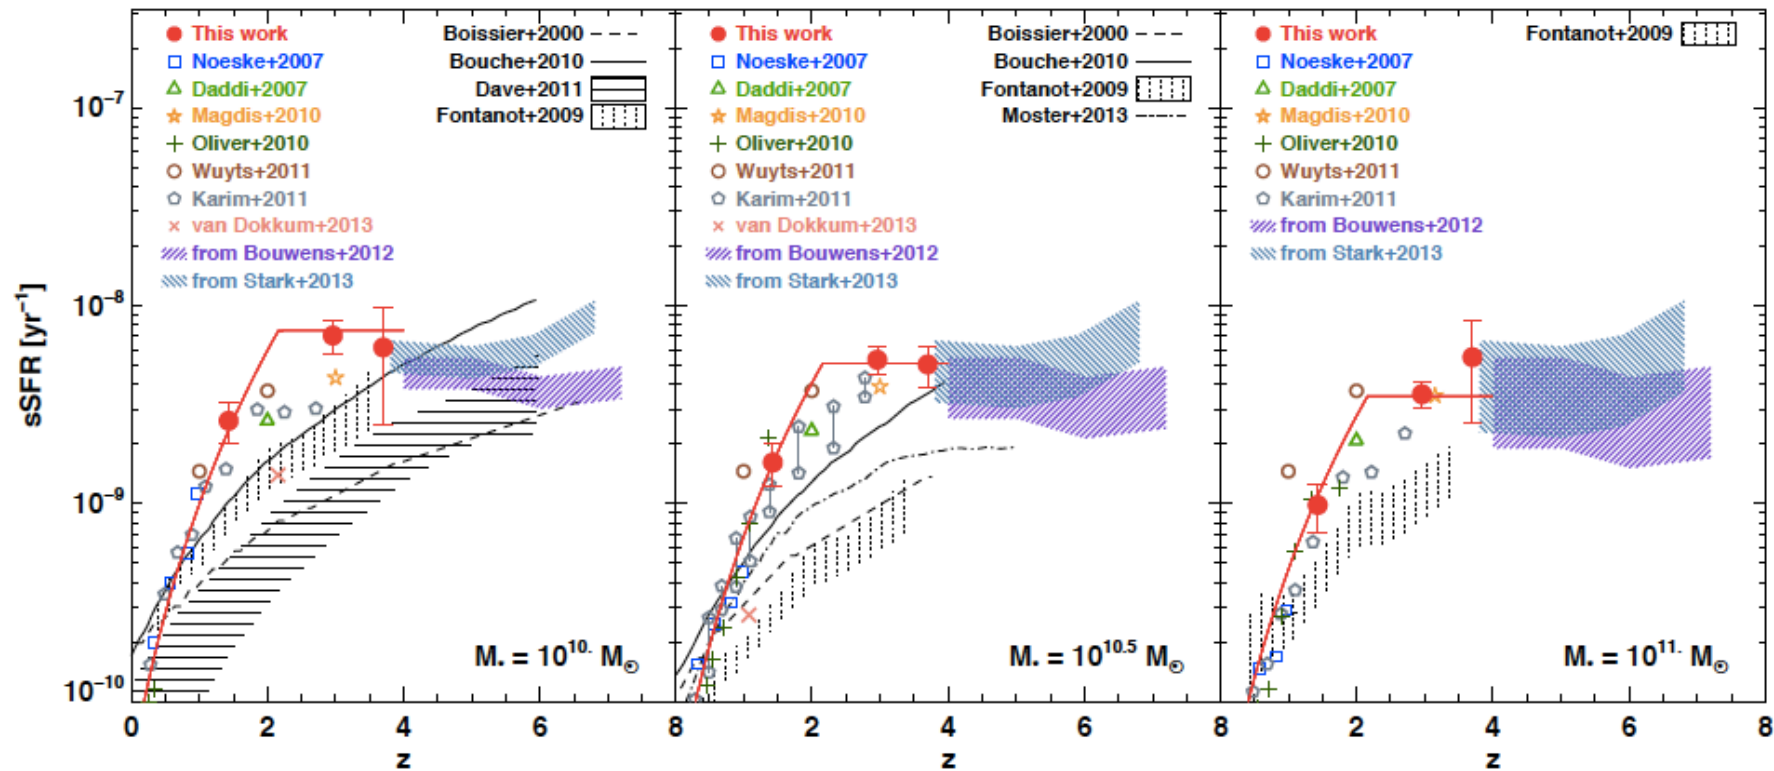 sSFR [yr⁻¹]
10⁻⁷
10⁻⁸
10⁻⁹
10⁻¹⁰
This work
Noeske+2007
Daddi+2007
Magdis+2010
Oliver+2010
Wuyts+2011
Karim+2011
van Dokkum+2013
from Bouwens+2012
from Stark+2013
Boissier+2000
Bouche+2010
Dave+2011
Fontanot+2009
M* = 10¹⁰· M⊙
This work
Noeske+2007
Daddi+2007
Magdis+2010
Oliver+2010
Wuyts+2011
Karim+2011
van Dokkum+2013
from Bouwens+2012
from Stark+2013
Boissier+2000
Bouche+2010
Fontanot+2009
Moster+2013
M* = 10¹⁰·⁵ M⊙
This work
Noeske+2007
Daddi+2007
Magdis+2010
Oliver+2010
Wuyts+2011
Karim+2011
from Bouwens+2012
from Stark+2013
Fontanot+2009
M* = 10¹¹· M⊙
0 2 4 6 8 2 4 6 8 2 4 6 8
z z z